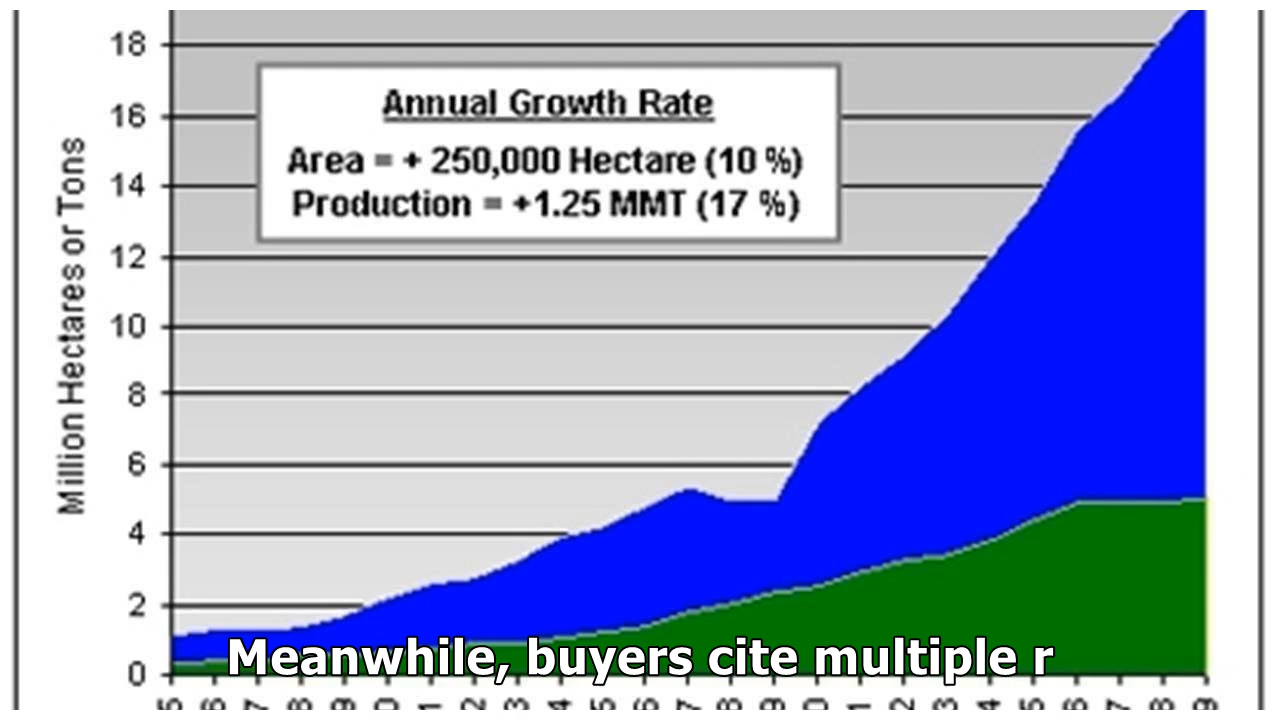 18
Annual Growth Rate
16
Area = + 250,000 Hectare (10 %)
14
Production = +1.25 MMT (17 %)
12
10
8
6
4
2
0
Million Hectares or Tons
Meanwhile, buyers cite multiple r